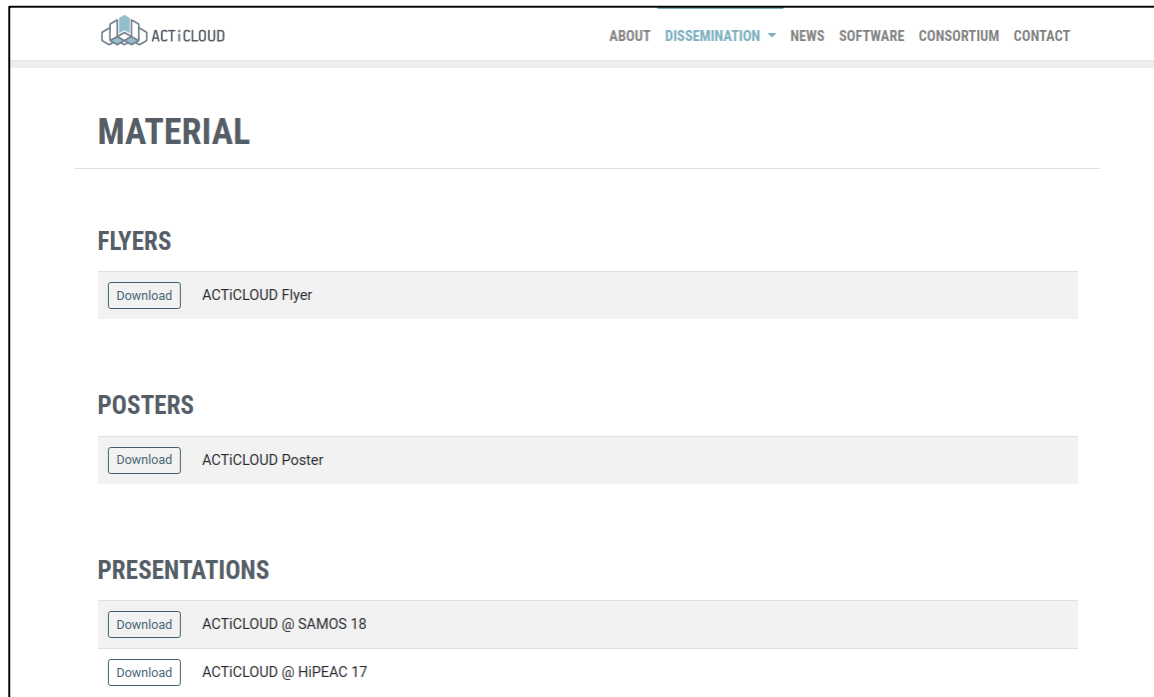 ACTiCLOUD
ABOUT DISSEMINATION NEWS SOFTWARE CONSORTIUM CONTACT
MATERIAL
FLYERS
Download ACTiCLOUD Flyer
POSTERS
Download ACTiCLOUD Poster
PRESENTATIONS
Download ACTiCLOUD @ SAMOS 18
Download ACTiCLOUD @ HiPEAC 17